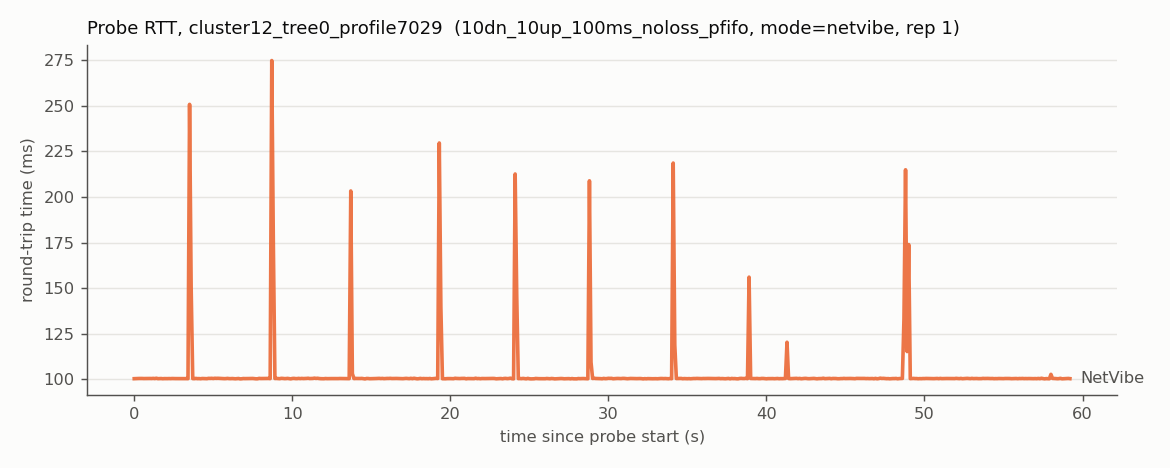 Probe RTT, cluster12_tree0_profile7029 (10dn_10up_100ms_noloss_pfifo, mode=netvibe, rep 1)
round-trip time (ms)
275
250
225
200
175
150
125
100
NetVibe
0 10 20 30 40 50 60
time since probe start (s)